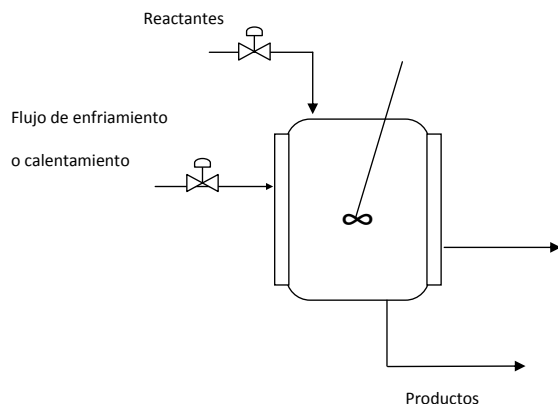 Reactantes
Flujo de enfriamiento
o calentamiento
Productos